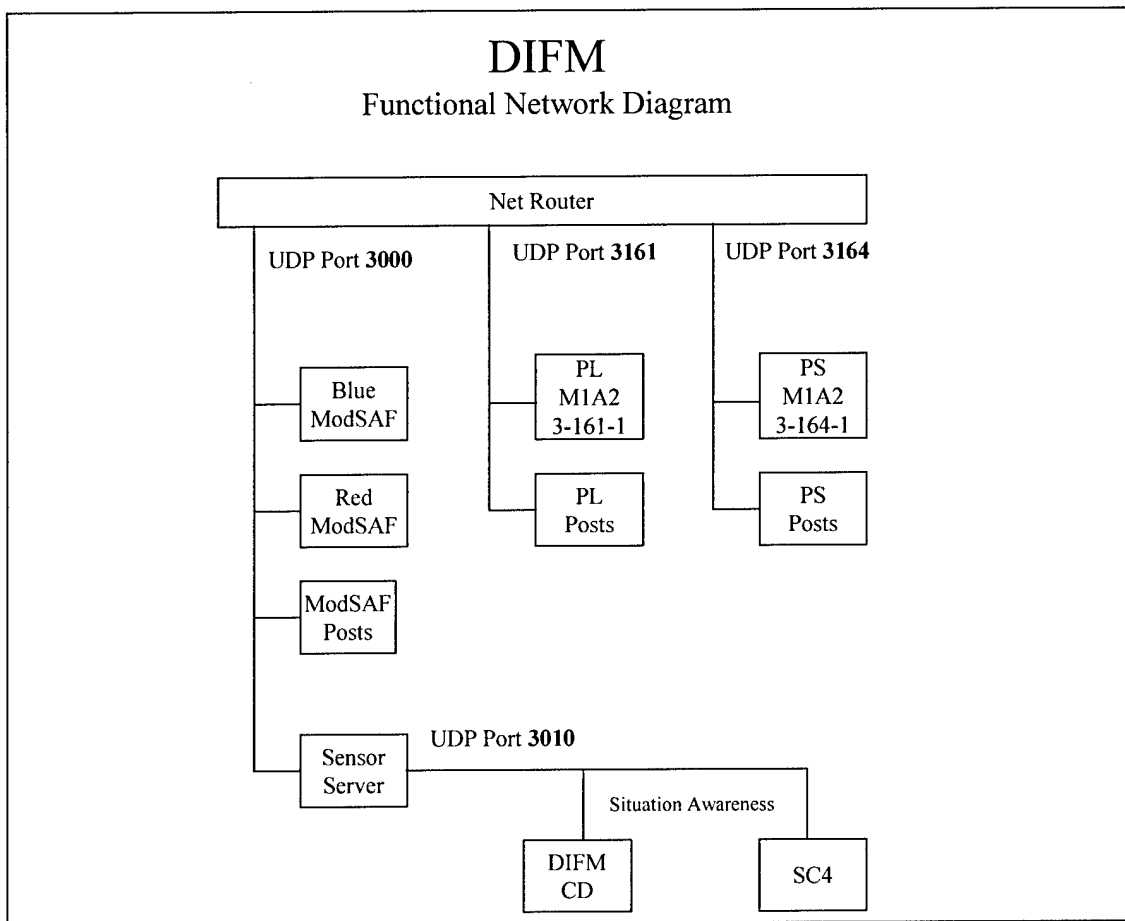 DIFM
Functional Network Diagram
Net Router
UDP Port 3000
UDP Port 3161
UDP Port 3164
Blue
ModSAF
PL
M1A2
3-161-1
PS
M1A2
3-164-1
Red
ModSAF
PL
Posts
PS
Posts
ModSAF
Posts
Sensor
Server
UDP Port 3010
Situation Awareness
DIFM
CD
SC4